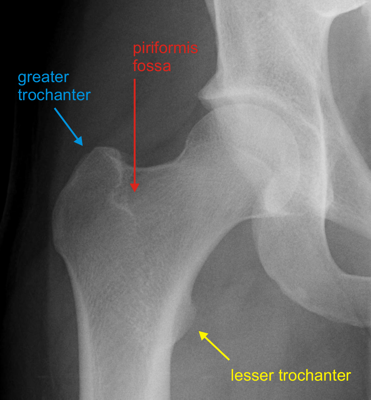 piriformis
fossa
greater
trochanter
lesser trochanter